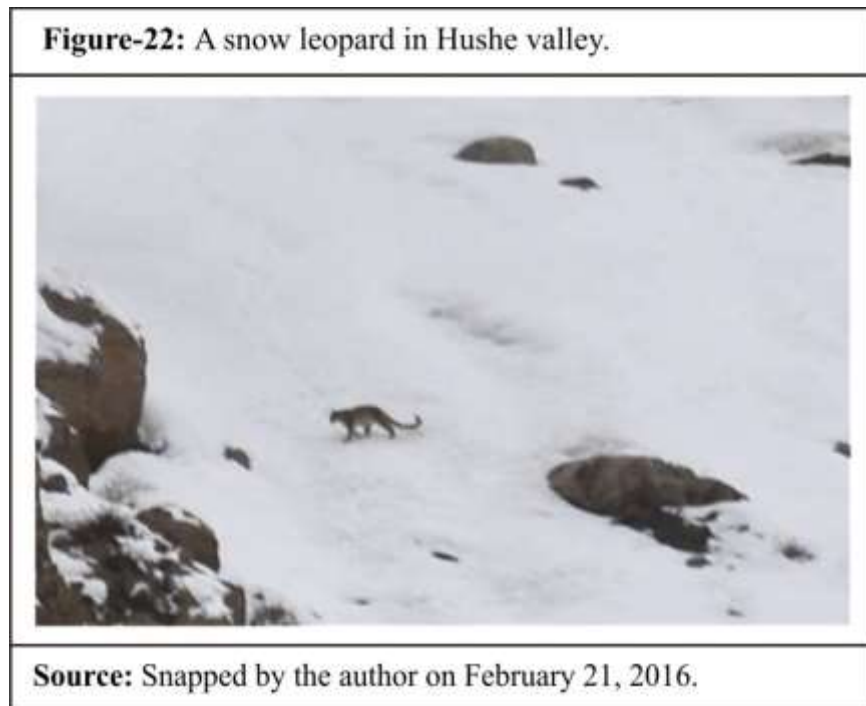 Figure-22: A snow leopard in Hushe valley.
Source: Snapped by the author on February 21, 2016.